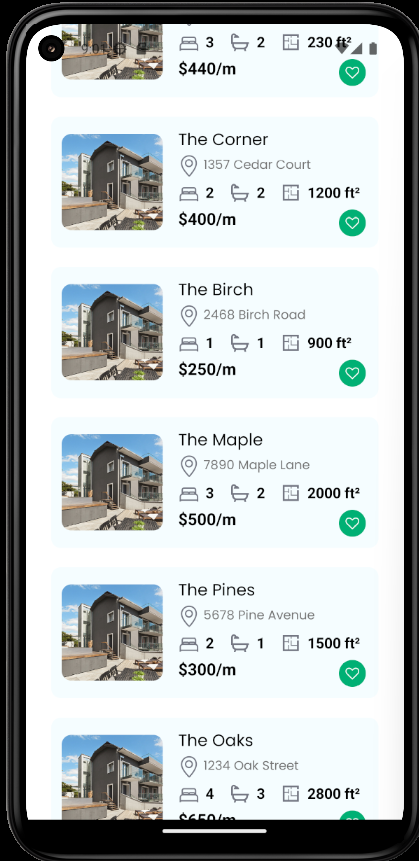 3 2 230 ft²
$440/m
The Corner
1357 Cedar Court
2 2 1200 ft²
$400/m
The Birch
2468 Birch Road
1 1 900 ft²
$250/m
The Maple
7890 Maple Lane
3 2 2000 ft²
$500/m
The Pines
5678 Pine Avenue
2 1 1500 ft²
$300/m
The Oaks
1234 Oak Street
4 3 2800 ft²
$650/m